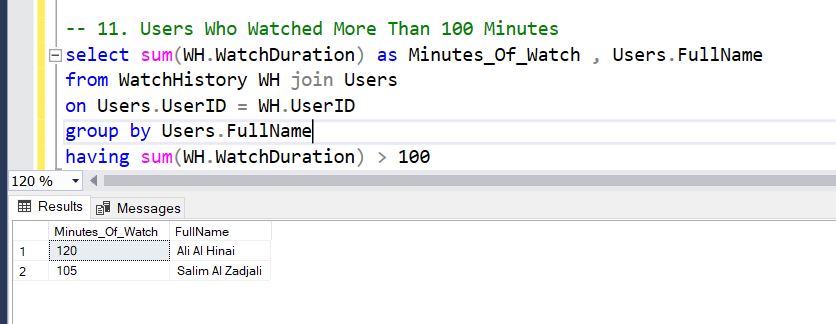 -- 11. Users Who Watched More Than 100 Minutes
select sum(WH.WatchDuration) as Minutes_Of_Watch , Users.FullName
from WatchHistory WH join Users
on Users.UserID = WH.UserID
group by Users.FullName
having sum(WH.WatchDuration) > 100
120 %
Results Messages
Minutes_Of_Watch FullName
1 120 Ali Al Hinai
2 105 Salim Al Zadjali